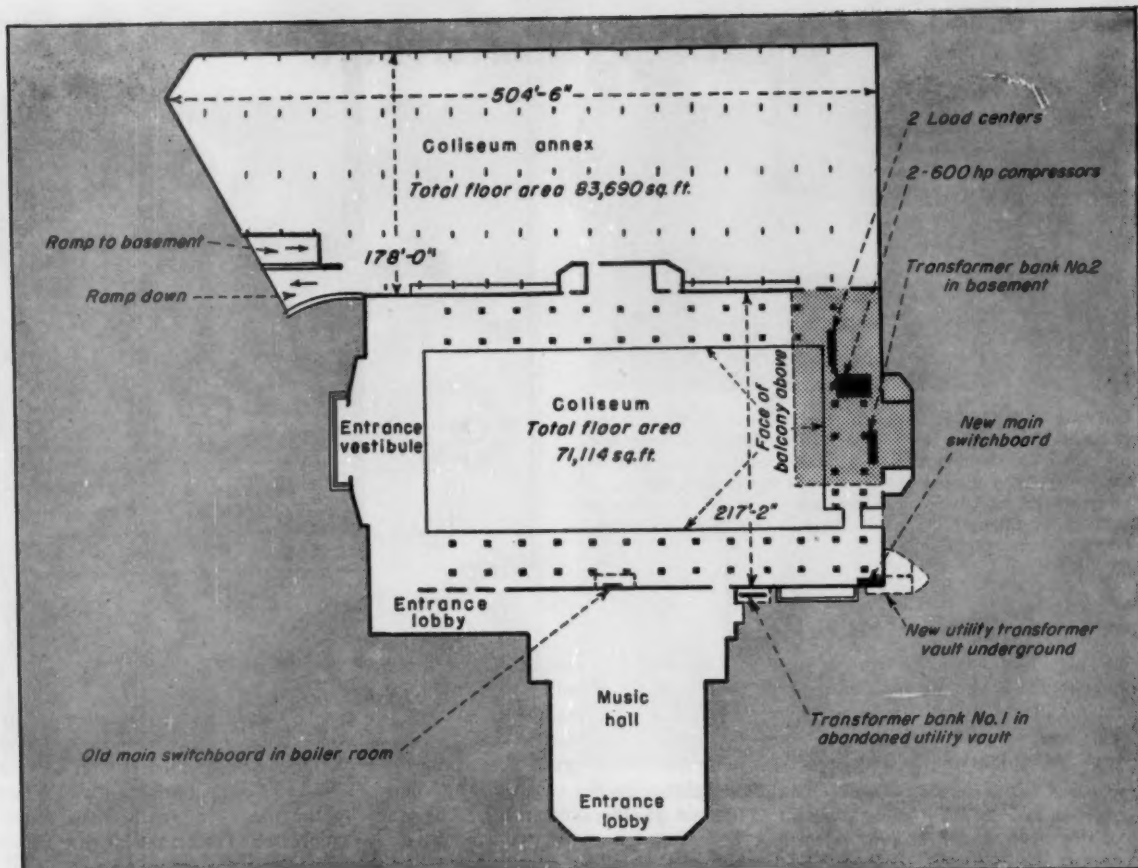 504'-6"
2 Load centers
Coliseum annex
2-600 hp compressors
Total floor area 83,690 sq. ft.
Ramp to basement
178'-0"
Transformer bank No.2
in basement
Ramp down
Face of
balcony above
Coliseum
Total floor area
71,114 sq.ft.
Entrance
vestibule
New main
switchboard
217'-2"
Entrance
lobby
New utility transformer
vault underground
Music
hall
Transformer bank No.1 in
abandoned utility vault
Old main switchboard in boiler room
Entrance
lobby